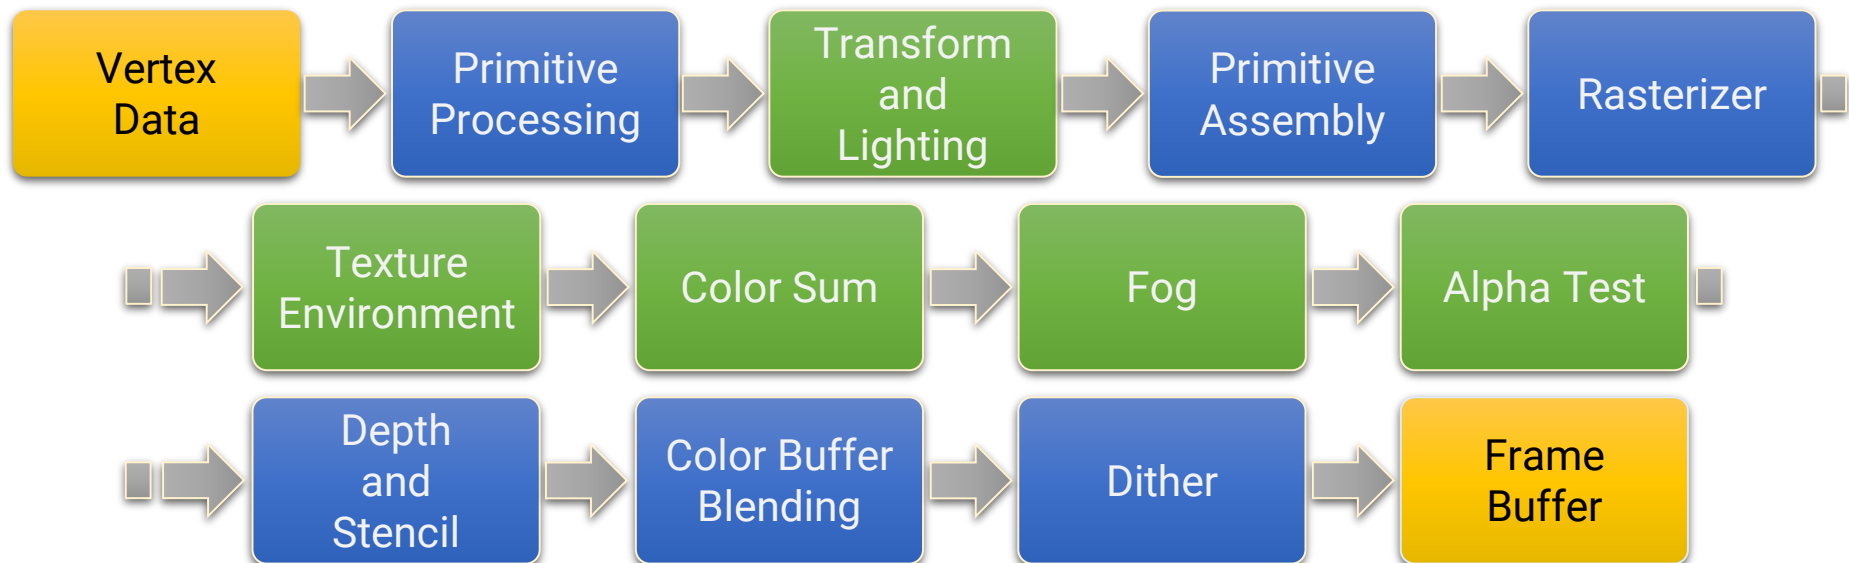 Vertex
Data
Primitive
Processing
Transform
and
Lighting
Primitive
Assembly
Rasterizer
Texture
Environment
Color Sum
Fog
Alpha Test
Depth
and
Stencil
Color Buffer
Blending
Dither
Frame
Buffer